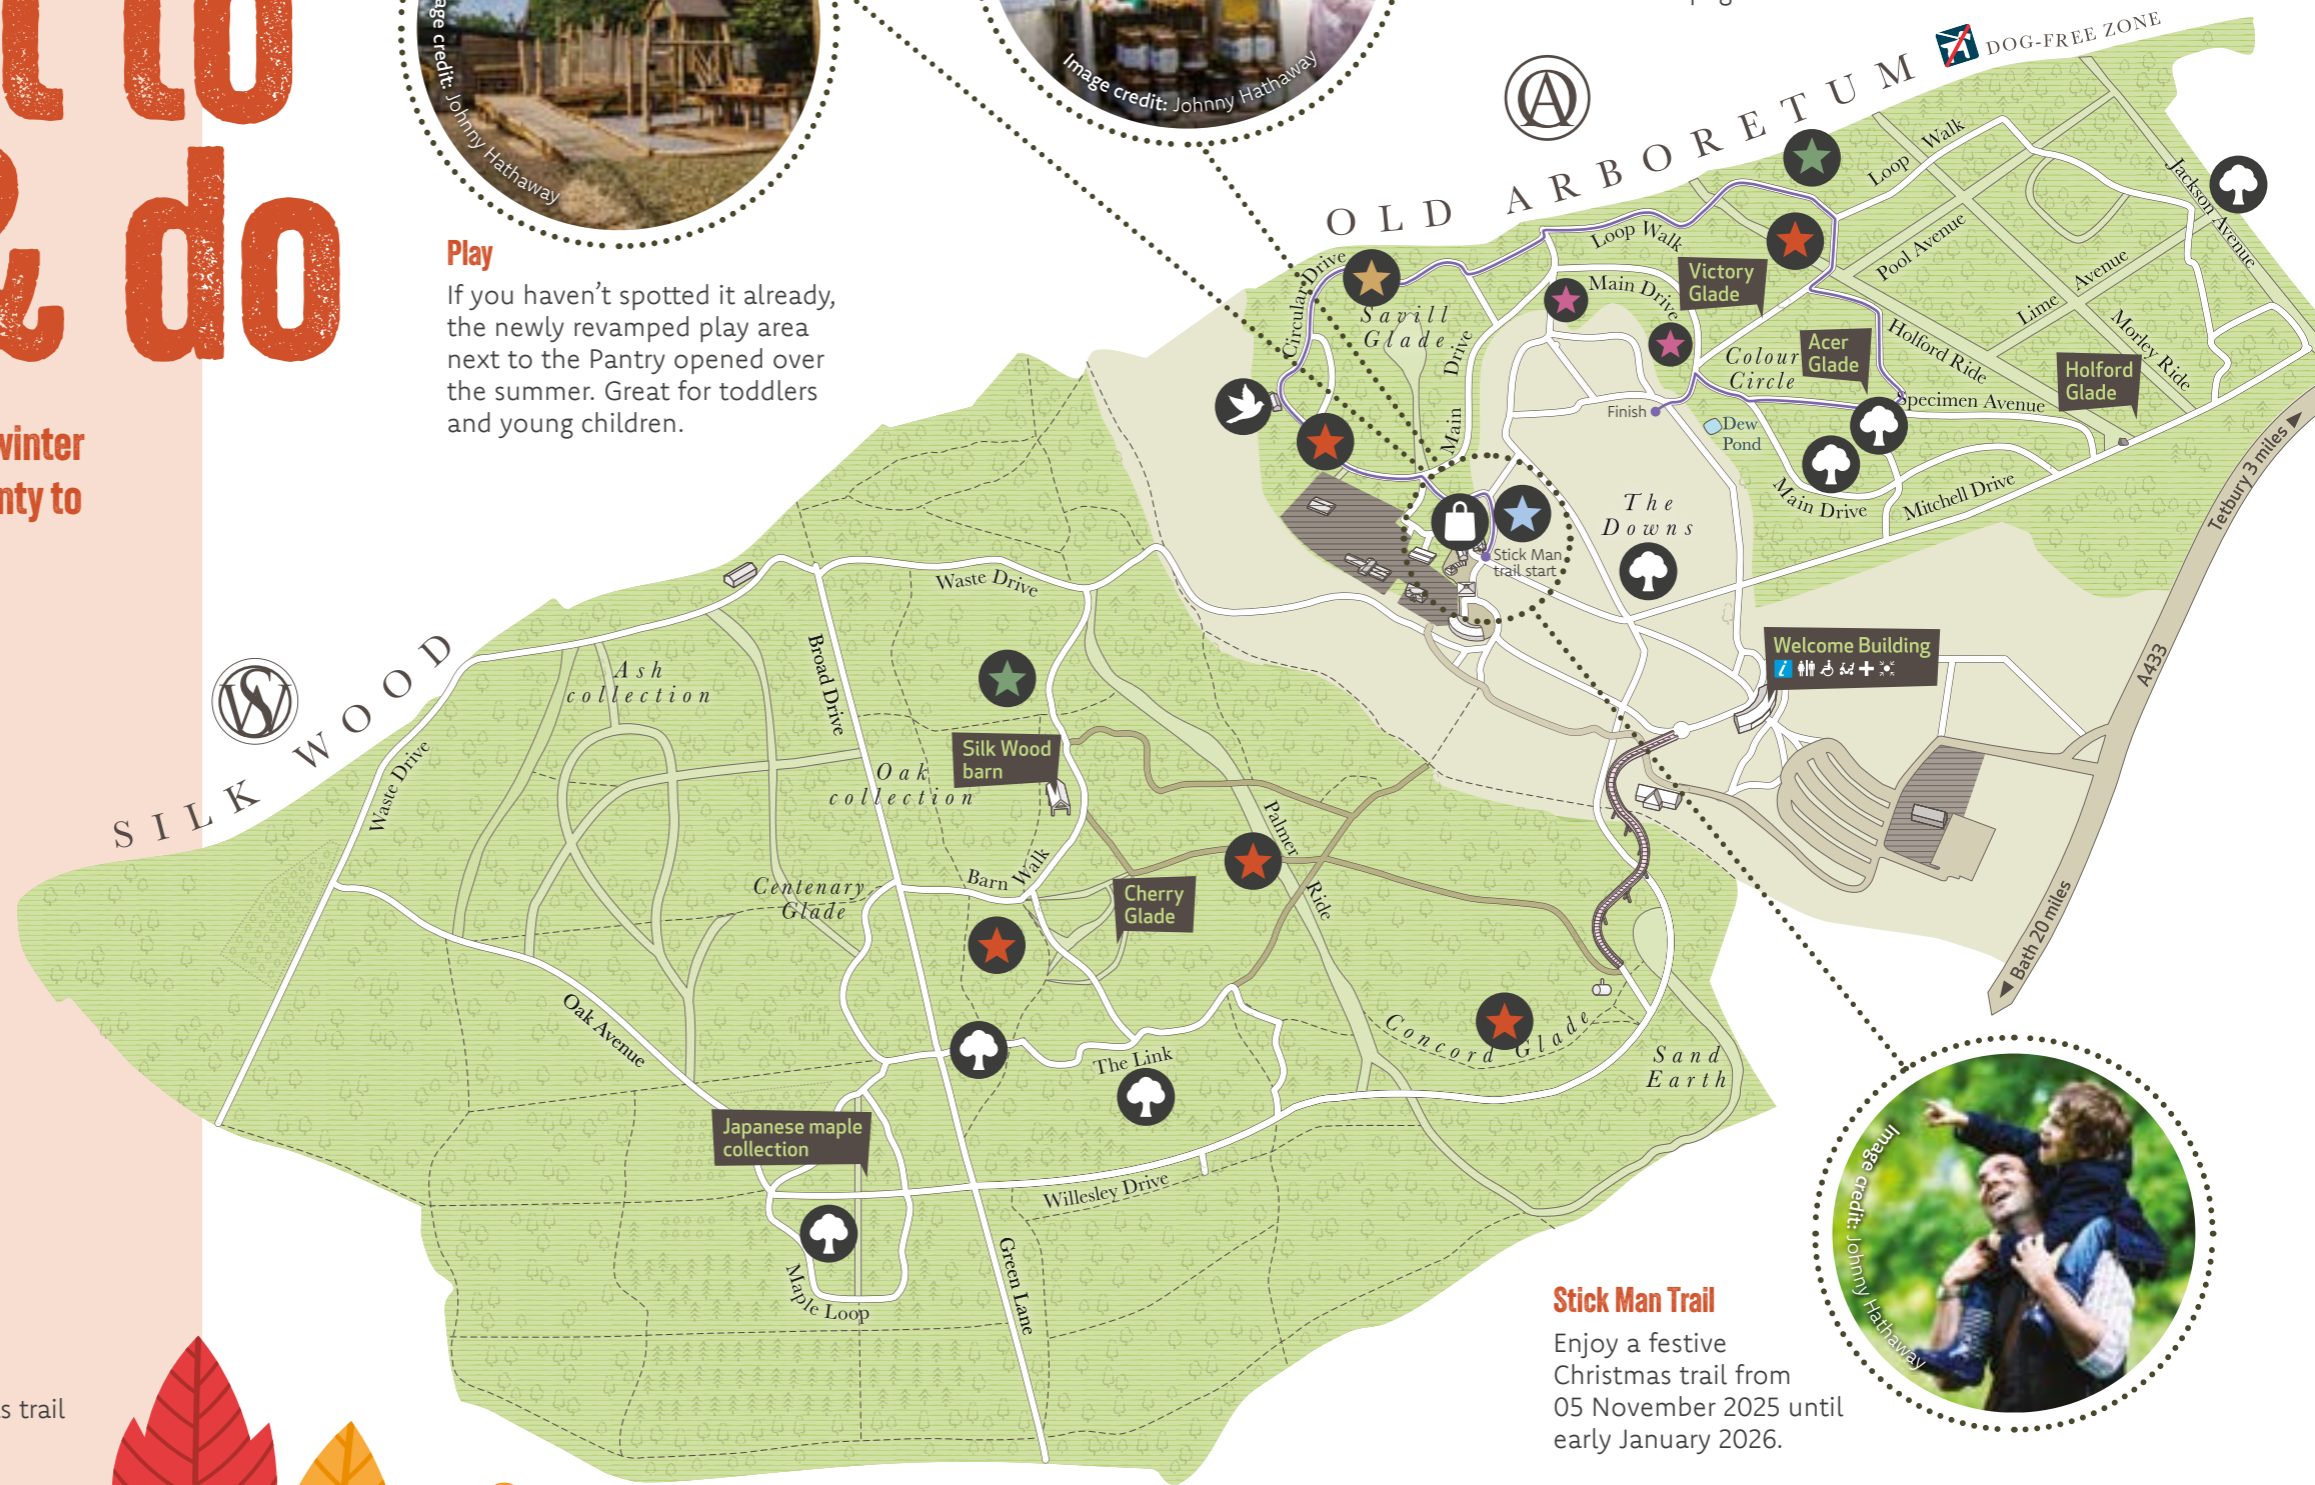 & do
winter
nty to
s trail
Image credit: Johnny Hathaway
Play
If you haven't spotted it already,
the newly revamped play area
next to the Pantry opened over
the summer. Great for toddlers
and young children.
Image credit: Johnny Hathaway
OLD ARBORETUM
DOG-FREE ZONE
Loop Walk
Jackson Avenue
Pool Avenue
Lime Avenue
Morley Ride
Loop Walk
Circular Drive
Savill
Glade
Main Drive
Victory
Glade
Main Drive
Colour
Circle
Acer
Glade
Holford Ride
Holford
Glade
Specimen Avenue
Finish
Dew
Pond
Main Drive
Mitchell Drive
The
Downs
Stick Man
trail start
Tetbury 3 miles
A433
Bath 20 miles
Welcome Building
SILK WOOD
Waste Drive
Waste Drive
Ash
collection
Broad Drive
Oak
collection
Silk Wood
barn
Palmer Ride
Barn Walk
Centenary
Glade
Cherry
Glade
Oak Avenue
The Link
Concord Glade
Sand
Earth
Japanese maple
collection
Willesley Drive
Maple Loop
Green Lane
Stick Man Trail
Enjoy a festive
Christmas trail from
05 November 2025 until
early January 2026.
Image credit: Johnny Hathaway